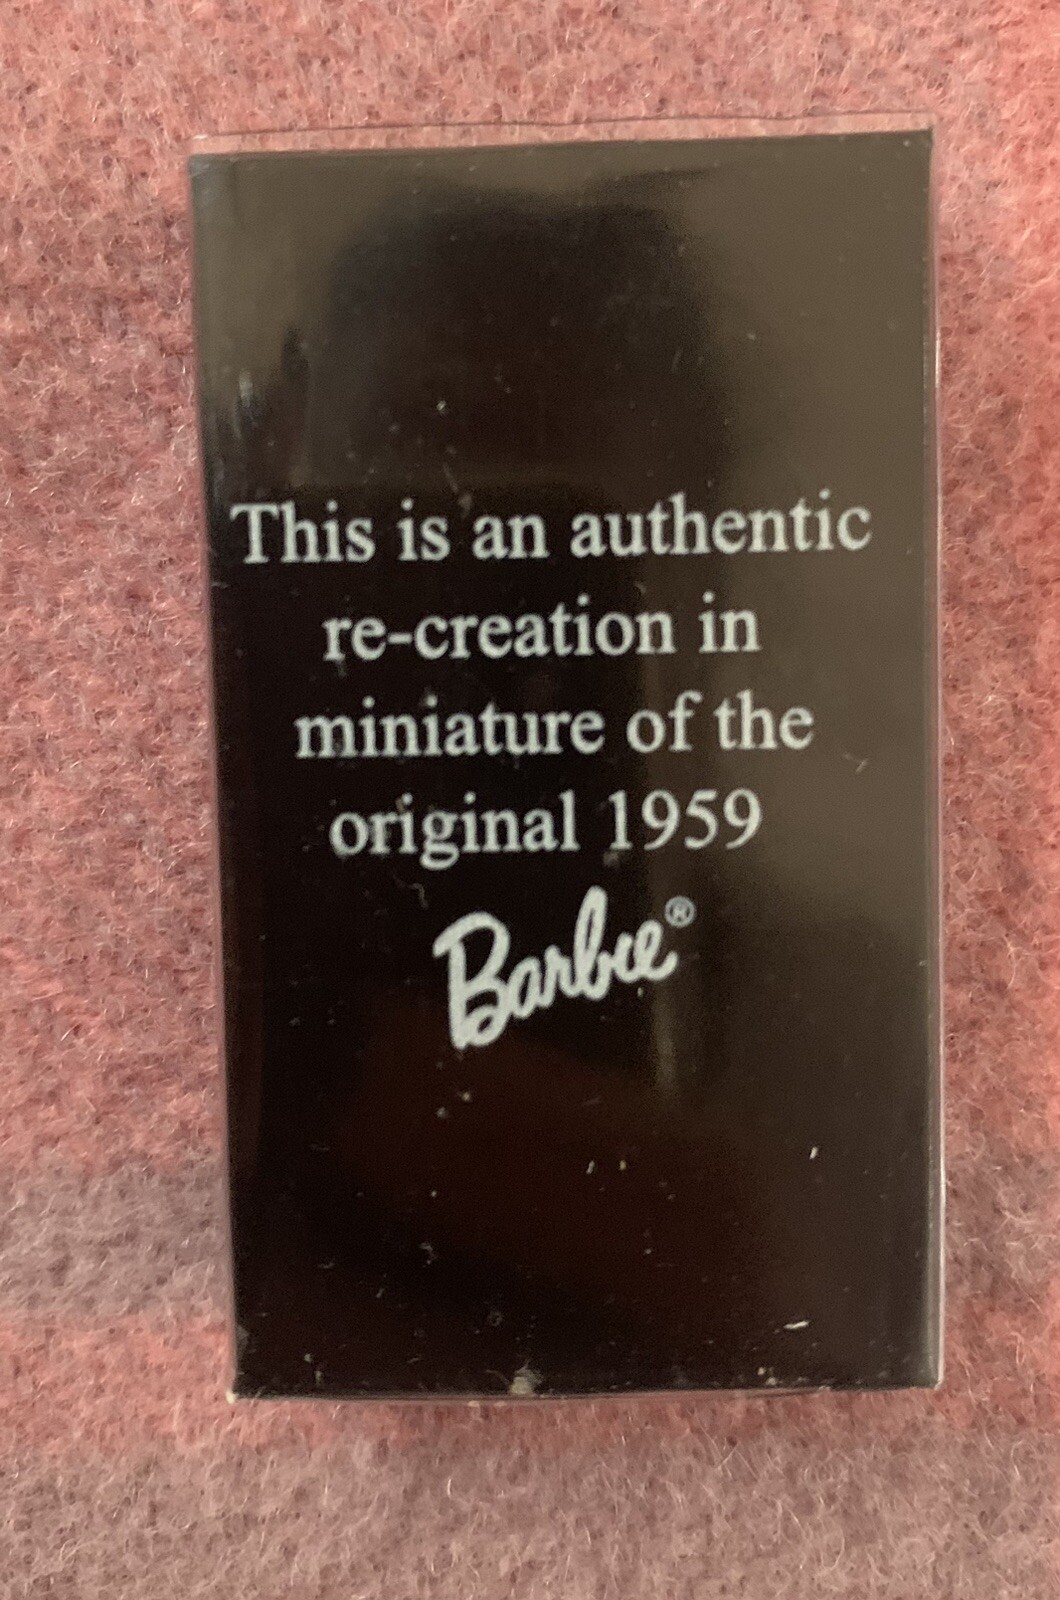 This is an authentic
re-creation in
miniature of the
original 1959
Barbie®